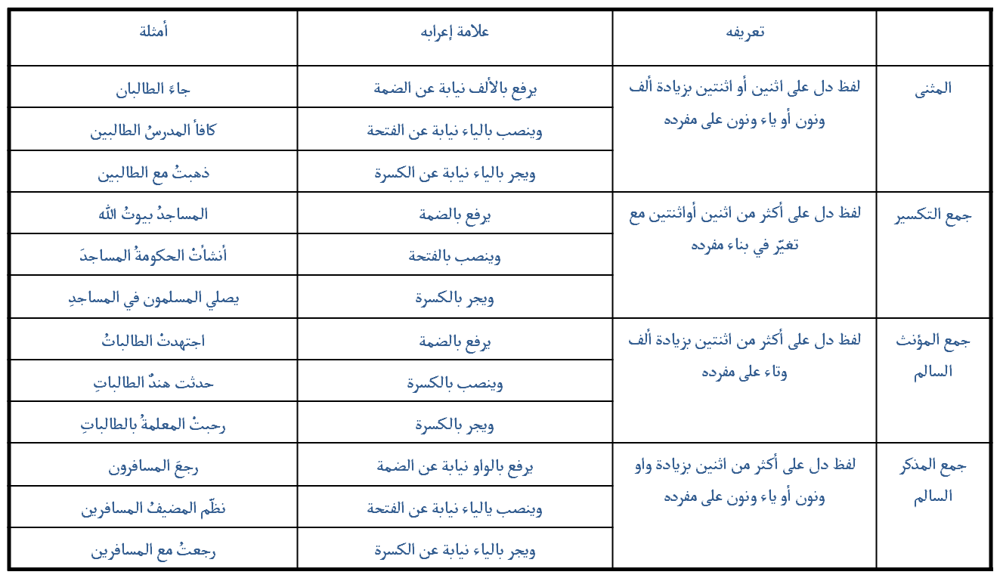 تعريفه علامة إعرابه أمثلة
المثنى لفظ دل على اثنين أو اثنتين بزيادة ألف يرفع بالألف نيابة عن الضمة جاءَ الطالبان
ونون أو ياء ونون على مفرده وينصب بالياء نيابة عن الفتحة كافأ المدرسُ الطالبين
ويجر بالياء نيابة عن الكسرة ذهبتُ مع الطالبين
جمع التكسير لفظ دل على أكثر من اثنين أواثنتين مع يرفع بالضمة المساجدُ بيوتُ الله
تغيّر في بناء مفرده وينصب بالفتحة أنشأتْ الحكومةُ المساجدَ
ويجر بالكسرة يصلي المسلمون في المساجدِ
جمع المؤنث لفظ دل على أكثر من اثنتين بزيادة ألف يرفع بالضمة اجتهدتْ الطالباتُ
السالم وتاء على مفرده وينصب بالكسرة حدثت هندٌ الطالباتِ
ويجر بالكسرة رحبتْ المعلمةُ بالطالباتِ
جمع المذكر لفظ دل على أكثر من اثنين بزيادة واو يرفع بالواو نيابة عن الضمة رجعَ المسافرون
السالم ونون أو ياء ونون على مفرده وينصب يالياء نيابة عن الفتحة نظّم المضيفُ المسافرين
ويجر بالياء نيابة عن الكسرة رجعتُ مع المسافرين